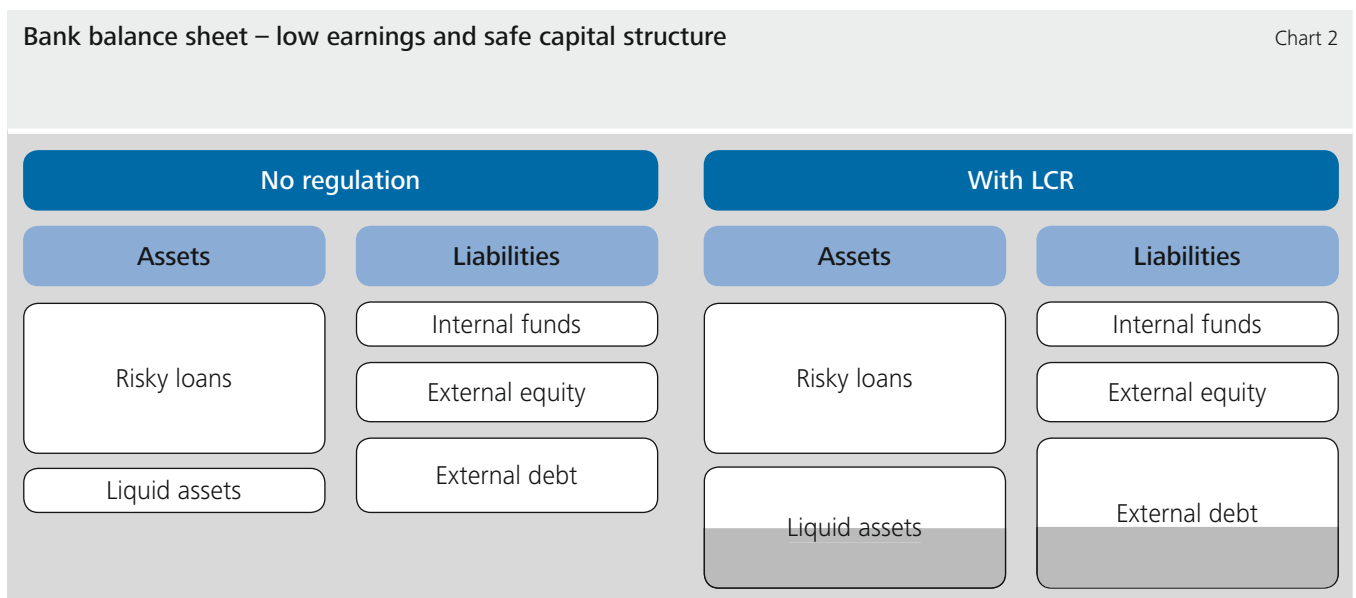 Bank balance sheet – low earnings and safe capital structure
Chart 2
No regulation
With LCR
Assets
Liabilities
Assets
Liabilities
Risky loans
Liquid assets
Internal funds
External equity
External debt
Risky loans
Liquid assets
Internal funds
External equity
External debt